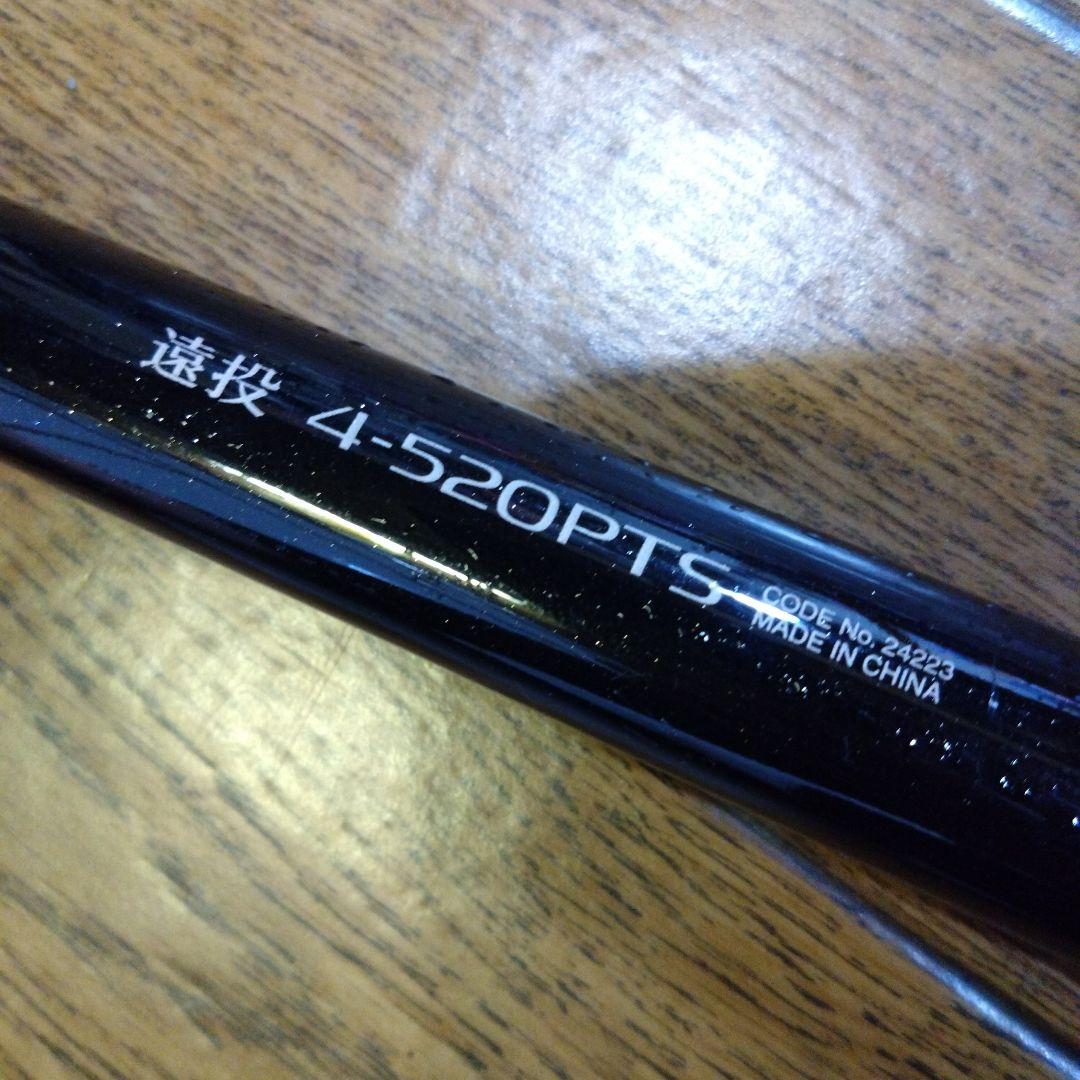 遠投 4-520PTS
CODE No. 24223
MADE IN CHINA